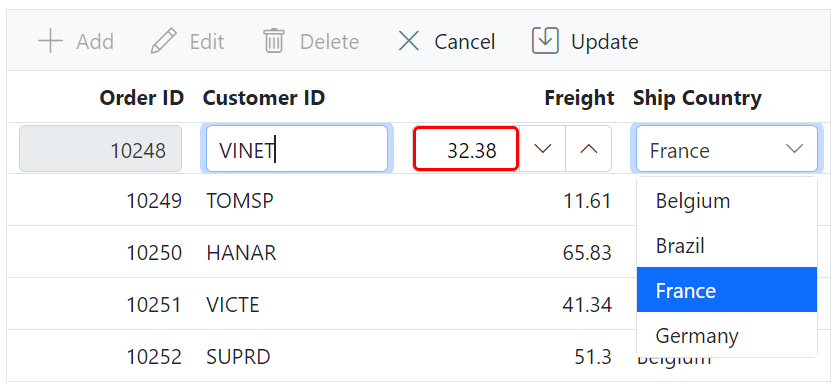 Add Edit Delete Cancel Update
Order ID Customer ID Freight Ship Country
10248 VINET 32.38 France
10249 TOMSP 11.61 Belgium
10250 HANAR 65.83 Brazil
10251 VICTE 41.34 France
Germany
10252 SUPRD 51.3 Belgium